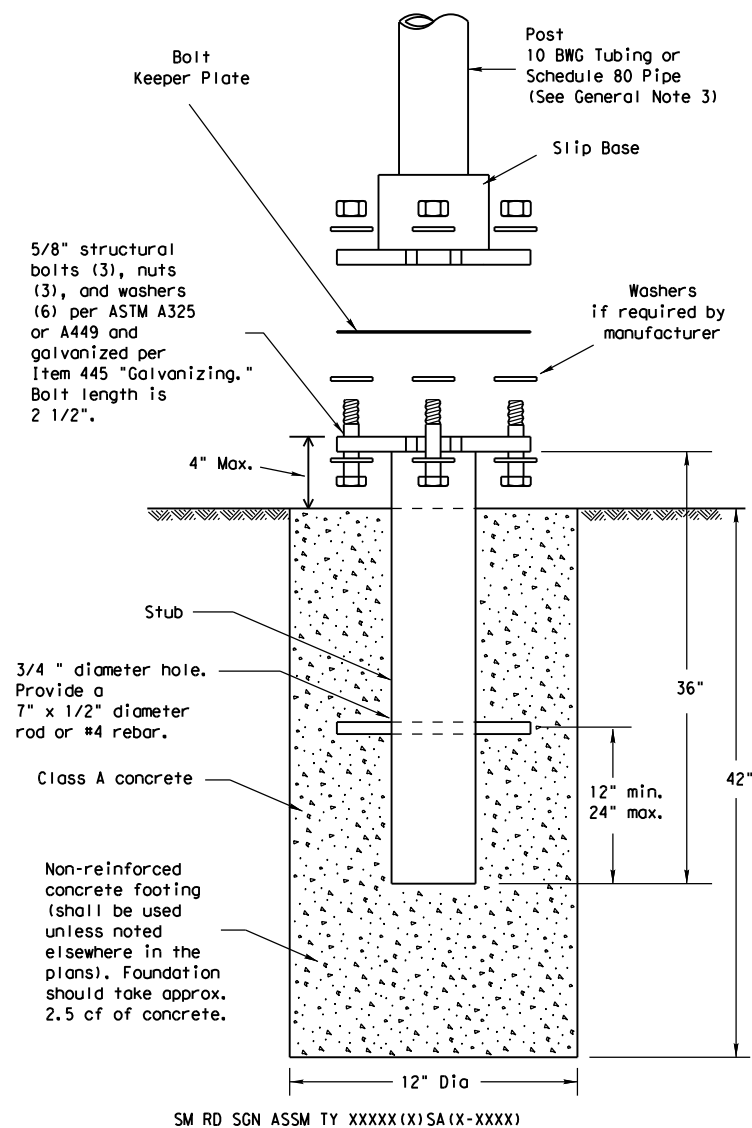 Bolt
Keeper Plate
Post
10 BWG Tubing or
Schedule 80 Pipe
(See General Note 3)
Slip Base
5/8" structural
bolts (3), nuts
(3), and washers
(6) per ASTM A325
or A449 and
galvanized per
Item 445 "Galvanizing."
Bolt length is
2 1/2".
Washers
if required by
manufacturer
4" Max.
Stub
3/4 " diameter hole.
Provide a
7" x 1/2" diameter
rod or #4 rebar.
36"
Class A concrete
12" min.
24" max.
42"
Non-reinforced
concrete footing
(shall be used
unless noted
elsewhere in the
plans). Foundation
should take approx.
2.5 cf of concrete.
12" Dia
SM RD SGN ASSM TY XXXXX(X)SA(X-XXXX)